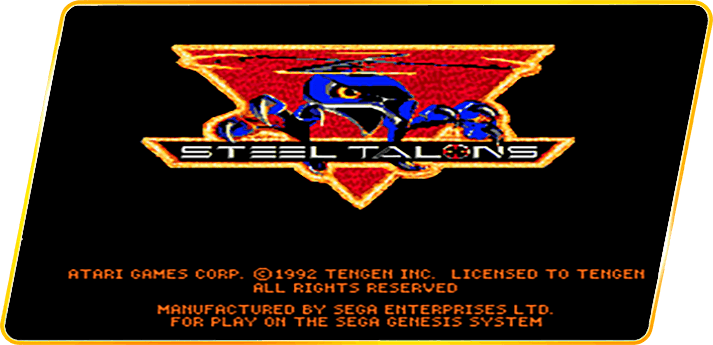 STEEL TALONS
ATARI GAMES CORP. ©1992 TENGEN INC. LICENSED TO TENGEN
ALL RIGHTS RESERVED
MANUFACTURED BY SEGA ENTERPRISES LTD.
FOR PLAY ON THE SEGA GENESIS SYSTEM